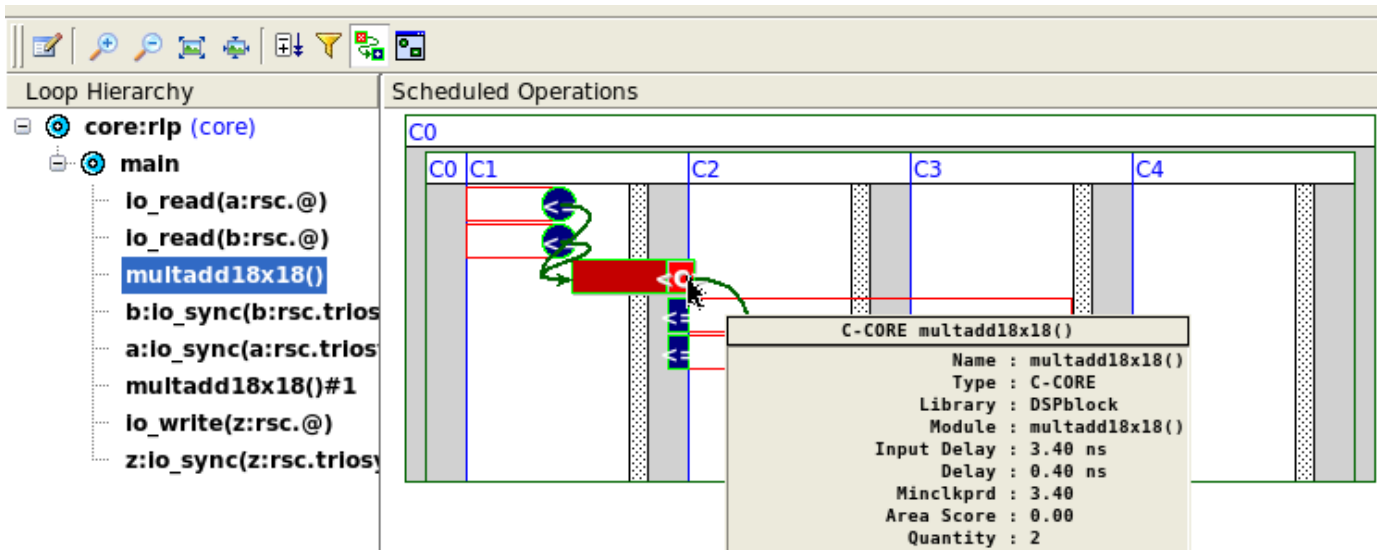 Loop Hierarchy
Scheduled Operations
core:rlp (core)
main
io_read(a:rsc.@)
io_read(b:rsc.@)
multadd18x18()
b:io_sync(b:rsc.trios
a:io_sync(a:rsc.trios
multadd18x18()#1
io_write(z:rsc.@)
z:io_sync(z:rsc.triosy
C0
C0 C1 C2 C3 C4
<
<
<
<=
<=
C-CORE multadd18x18()
Name : multadd18x18()
Type : C-CORE
Library : DSPblock
Module : multadd18x18()
Input Delay : 3.40 ns
Delay : 0.40 ns
Minclkprd : 3.40
Area Score : 0.00
Quantity : 2